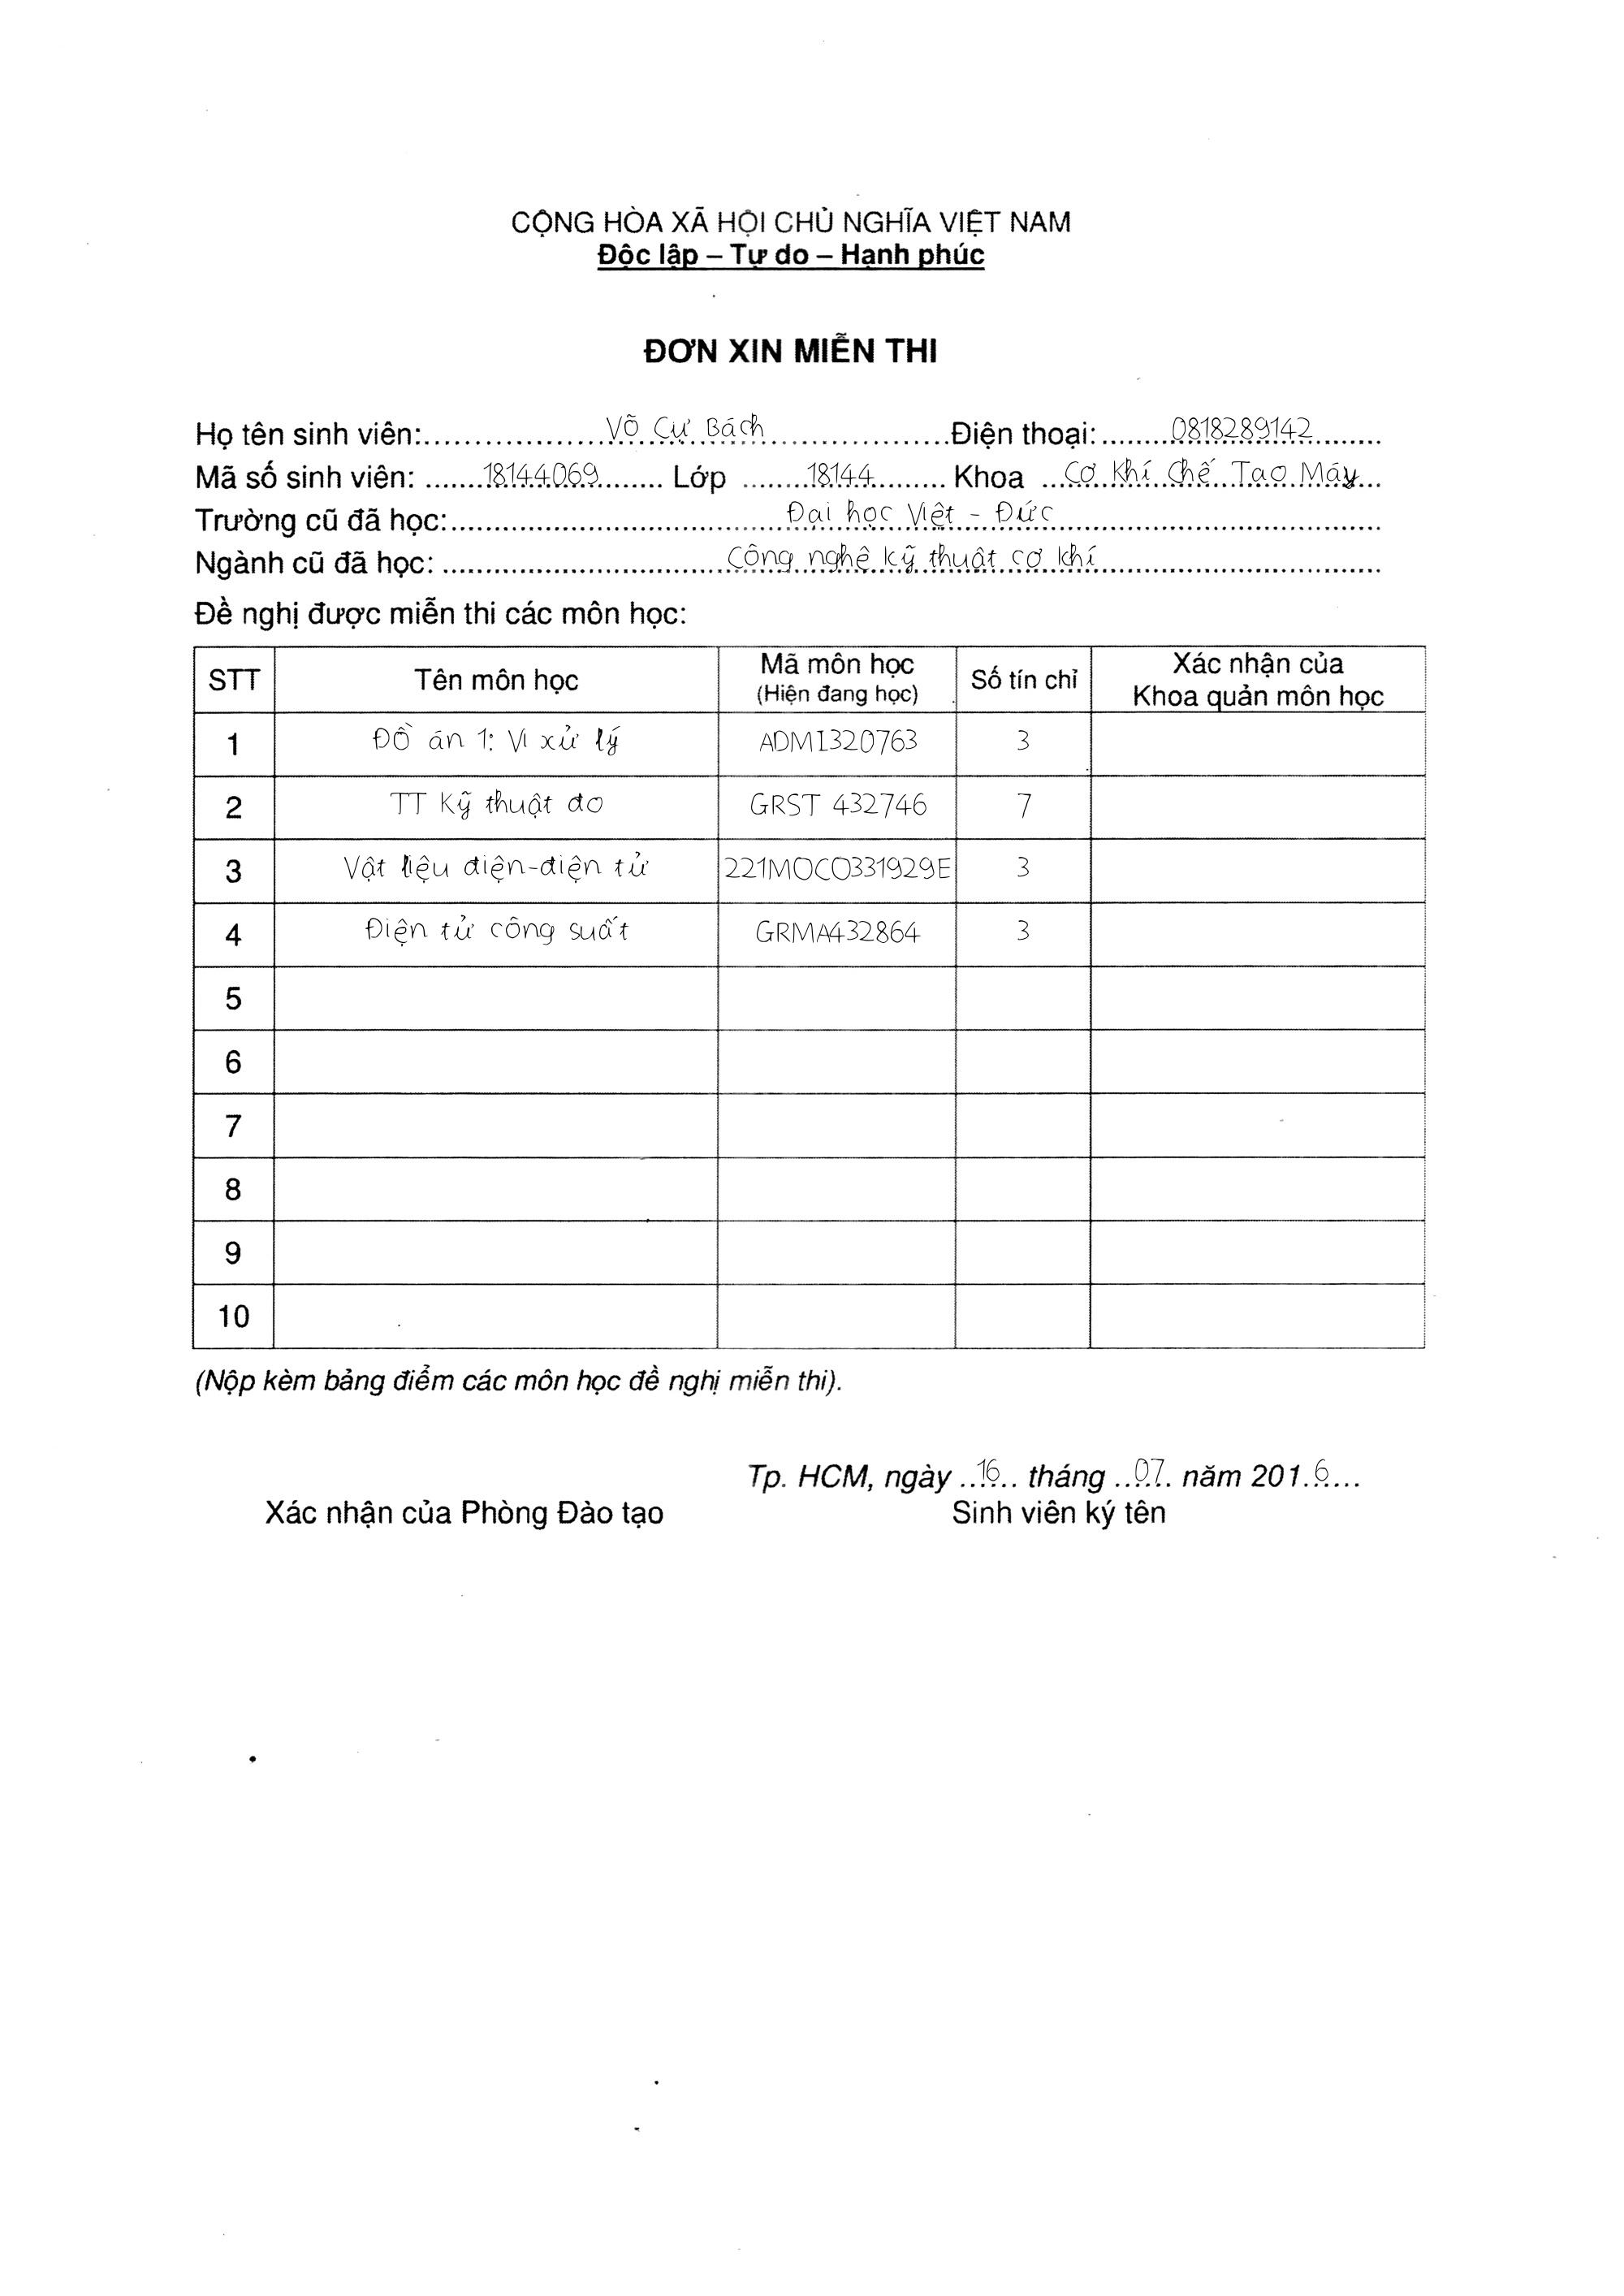 CỘNG HÒA XÃ HỘI CHỦ NGHĨA VIỆT NAM
Độc lập – Tự do – Hạnh phúc
ĐƠN XIN MIỄN THI
Họ tên sinh viên: Võ Cự Bách Điện thoại: 0818289142
Mã số sinh viên: 18144069 Lớp 18144 Khoa Cơ Khí Chế Tạo Máy
Trường cũ đã học: Đại học Việt - Đức
Ngành cũ đã học: Công nghệ kỹ thuật cơ khí
Đề nghị được miễn thi các môn học:
STT Tên môn học Mã môn học (Hiện đang học) Số tín chỉ Xác nhận của Khoa quản môn học
1 Đồ án 1: Vi xử lý ADMI320763 3
2 TT Kỹ thuật đo GRST 432746 7
3 Vật liệu điện-điện tử 221MOCO331929E 3
4 Điện tử công suất GRMA432864 3
5
6
7
8
9
10
(Nộp kèm bảng điểm các môn học đề nghị miễn thi).
Tp. HCM, ngày 16 tháng 07 năm 2016
Xác nhận của Phòng Đào tạo Sinh viên ký tên